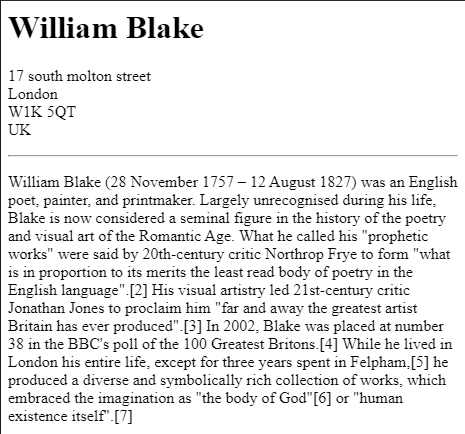 William Blake
17 south molton street
London
W1K 5QT
UK
William Blake (28 November 1757 – 12 August 1827) was an English
poet, painter, and printmaker. Largely unrecognised during his life,
Blake is now considered a seminal figure in the history of the poetry
and visual art of the Romantic Age. What he called his "prophetic
works" were said by 20th-century critic Northrop Frye to form "what
is in proportion to its merits the least read body of poetry in the
English language".[2] His visual artistry led 21st-century critic
Jonathan Jones to proclaim him "far and away the greatest artist
Britain has ever produced".[3] In 2002, Blake was placed at number
38 in the BBC's poll of the 100 Greatest Britons.[4] While he lived in
London his entire life, except for three years spent in Felpham,[5] he
produced a diverse and symbolically rich collection of works, which
embraced the imagination as "the body of God"[6] or "human
existence itself".[7]